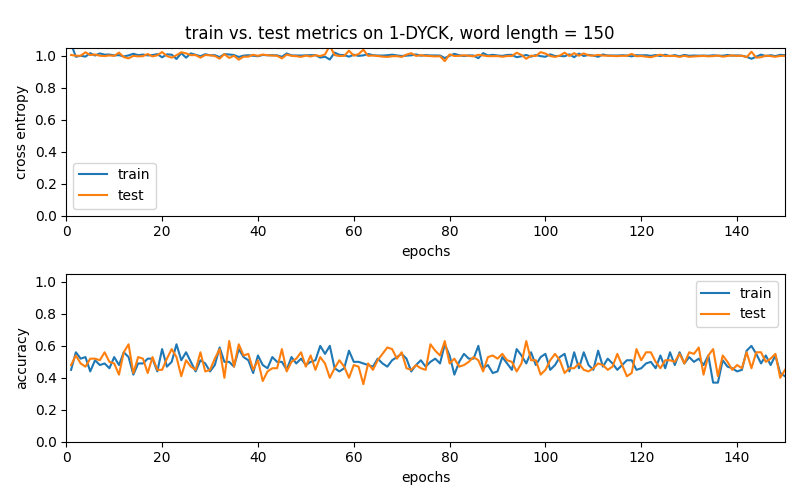 train vs. test metrics on 1-DYCK, word length = 150
cross entropy
1.0
0.8
0.6
0.4
0.2
0.0
train
test
0 20 40 60 80 100 120 140
epochs
accuracy
1.0
0.8
0.6
0.4
0.2
0.0
train
test
0 20 40 60 80 100 120 140
epochs